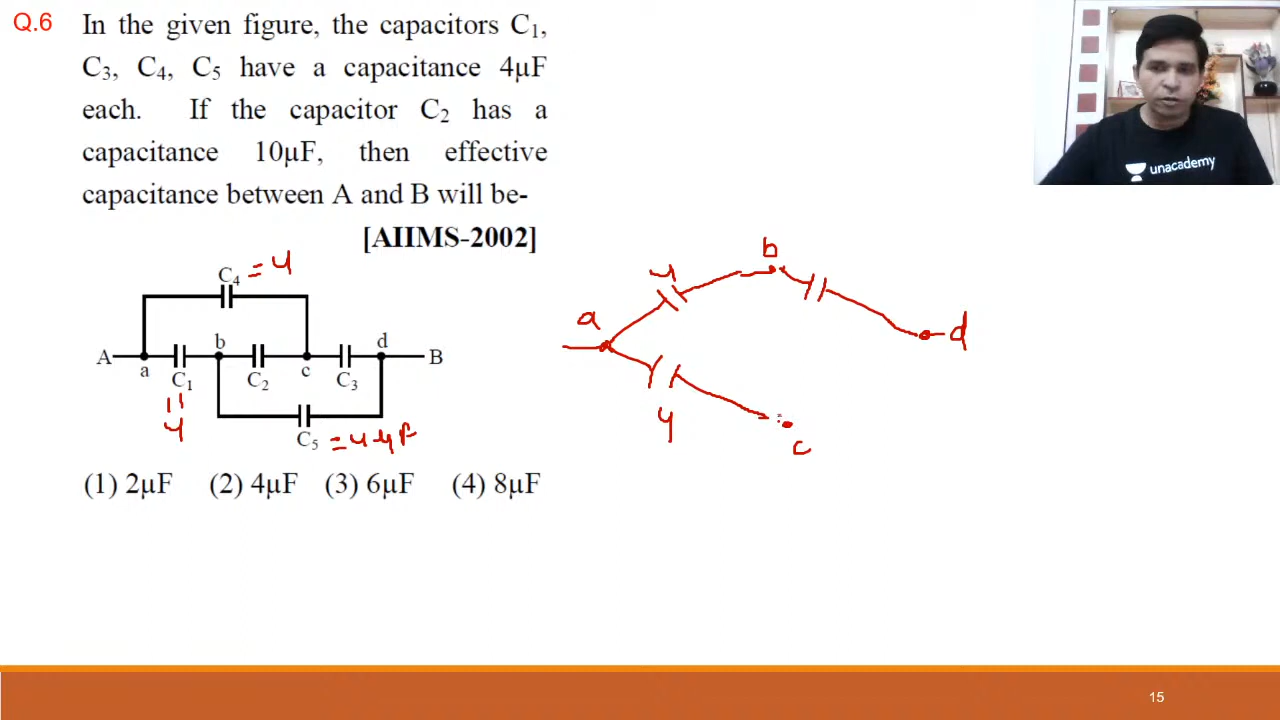 Q.6 In the given figure, the capacitors C₁,
C₃, C₄, C₅ have a capacitance 4μF
each. If the capacitor C₂ has a
capacitance 10μF, then effective
capacitance between A and B will be-
[AIIMS-2002]
C₄ = 4
A a C₁ b C₂ c C₃ d B
4
C₅ = 4 μF
(1) 2μF (2) 4μF (3) 6μF (4) 8μF
b
4
a
d
4
c
unacademy
15